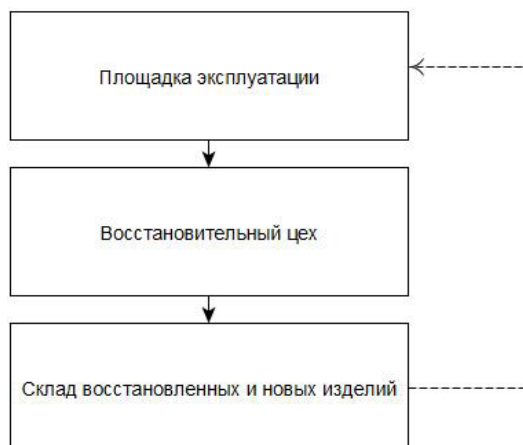 Площадка эксплуатации
Восстановительный цех
Склад восстановленных и новых изделий